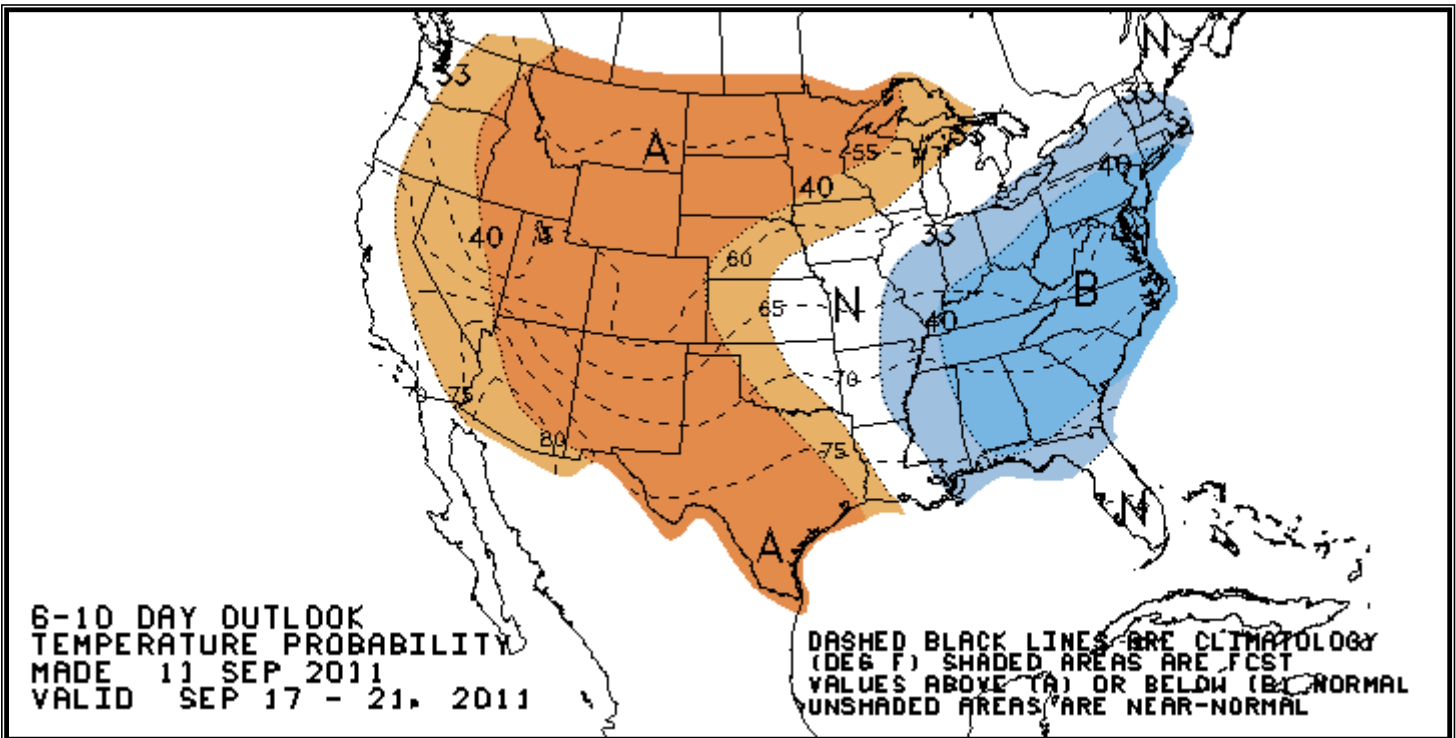 N
33
33
A
55
40
40
40
33
60
B
65
N
40
70
75
75
80
A
N
6-10 DAY OUTLOOK
TEMPERATURE PROBABILITY
MADE 11 SEP 2011
VALID SEP 17 - 21, 2011
DASHED BLACK LINES ARE CLIMATOLOGY
(DEG F) SHADED AREAS ARE FCST
VALUES ABOVE (A) OR BELOW (B) NORMAL
UNSHADED AREAS ARE NEAR-NORMAL